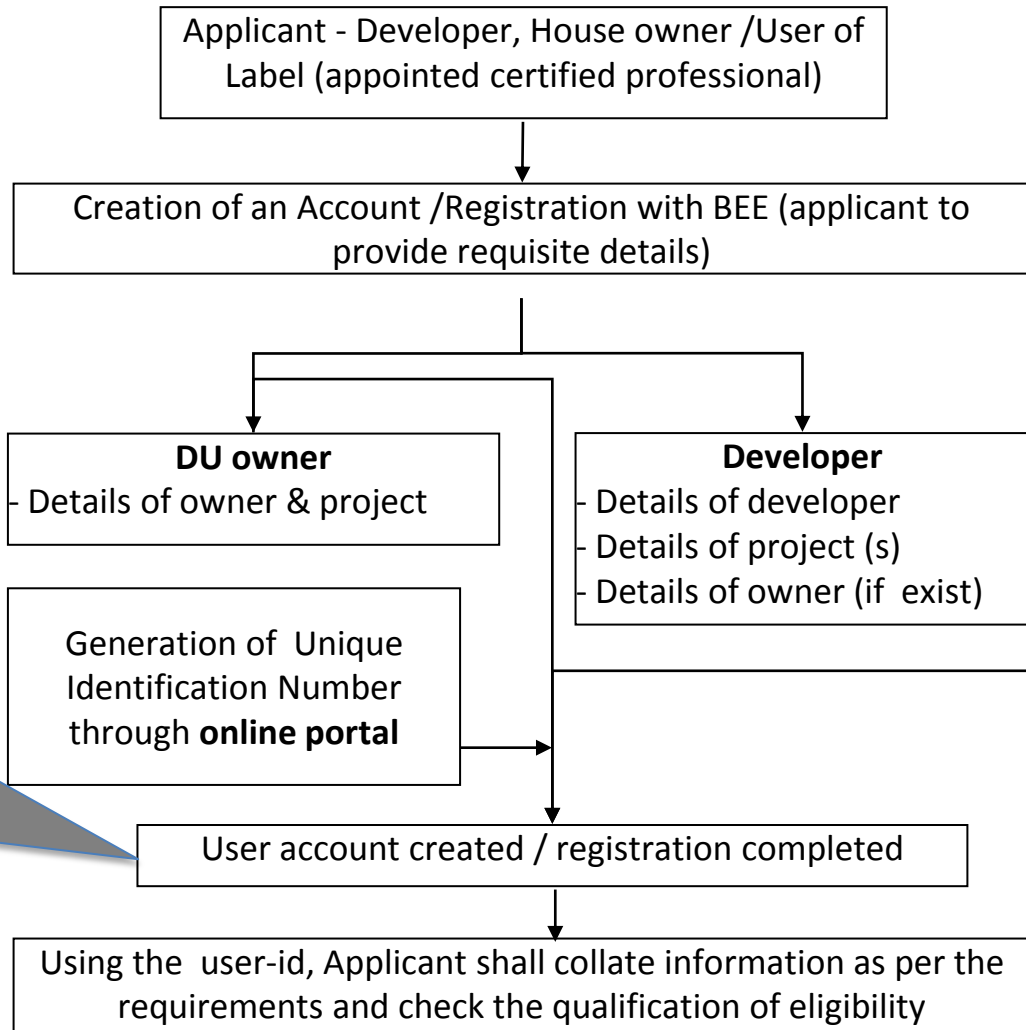 Applicant - Developer, House owner /User of
Label (appointed certified professional)
Creation of an Account /Registration with BEE (applicant to
provide requisite details)
DU owner
- Details of owner & project
Developer
- Details of developer
- Details of project (s)
- Details of owner (if exist)
Generation of Unique
Identification Number
through online portal
User account created / registration completed
Using the user-id, Applicant shall collate information as per the
requirements and check the qualification of eligibility